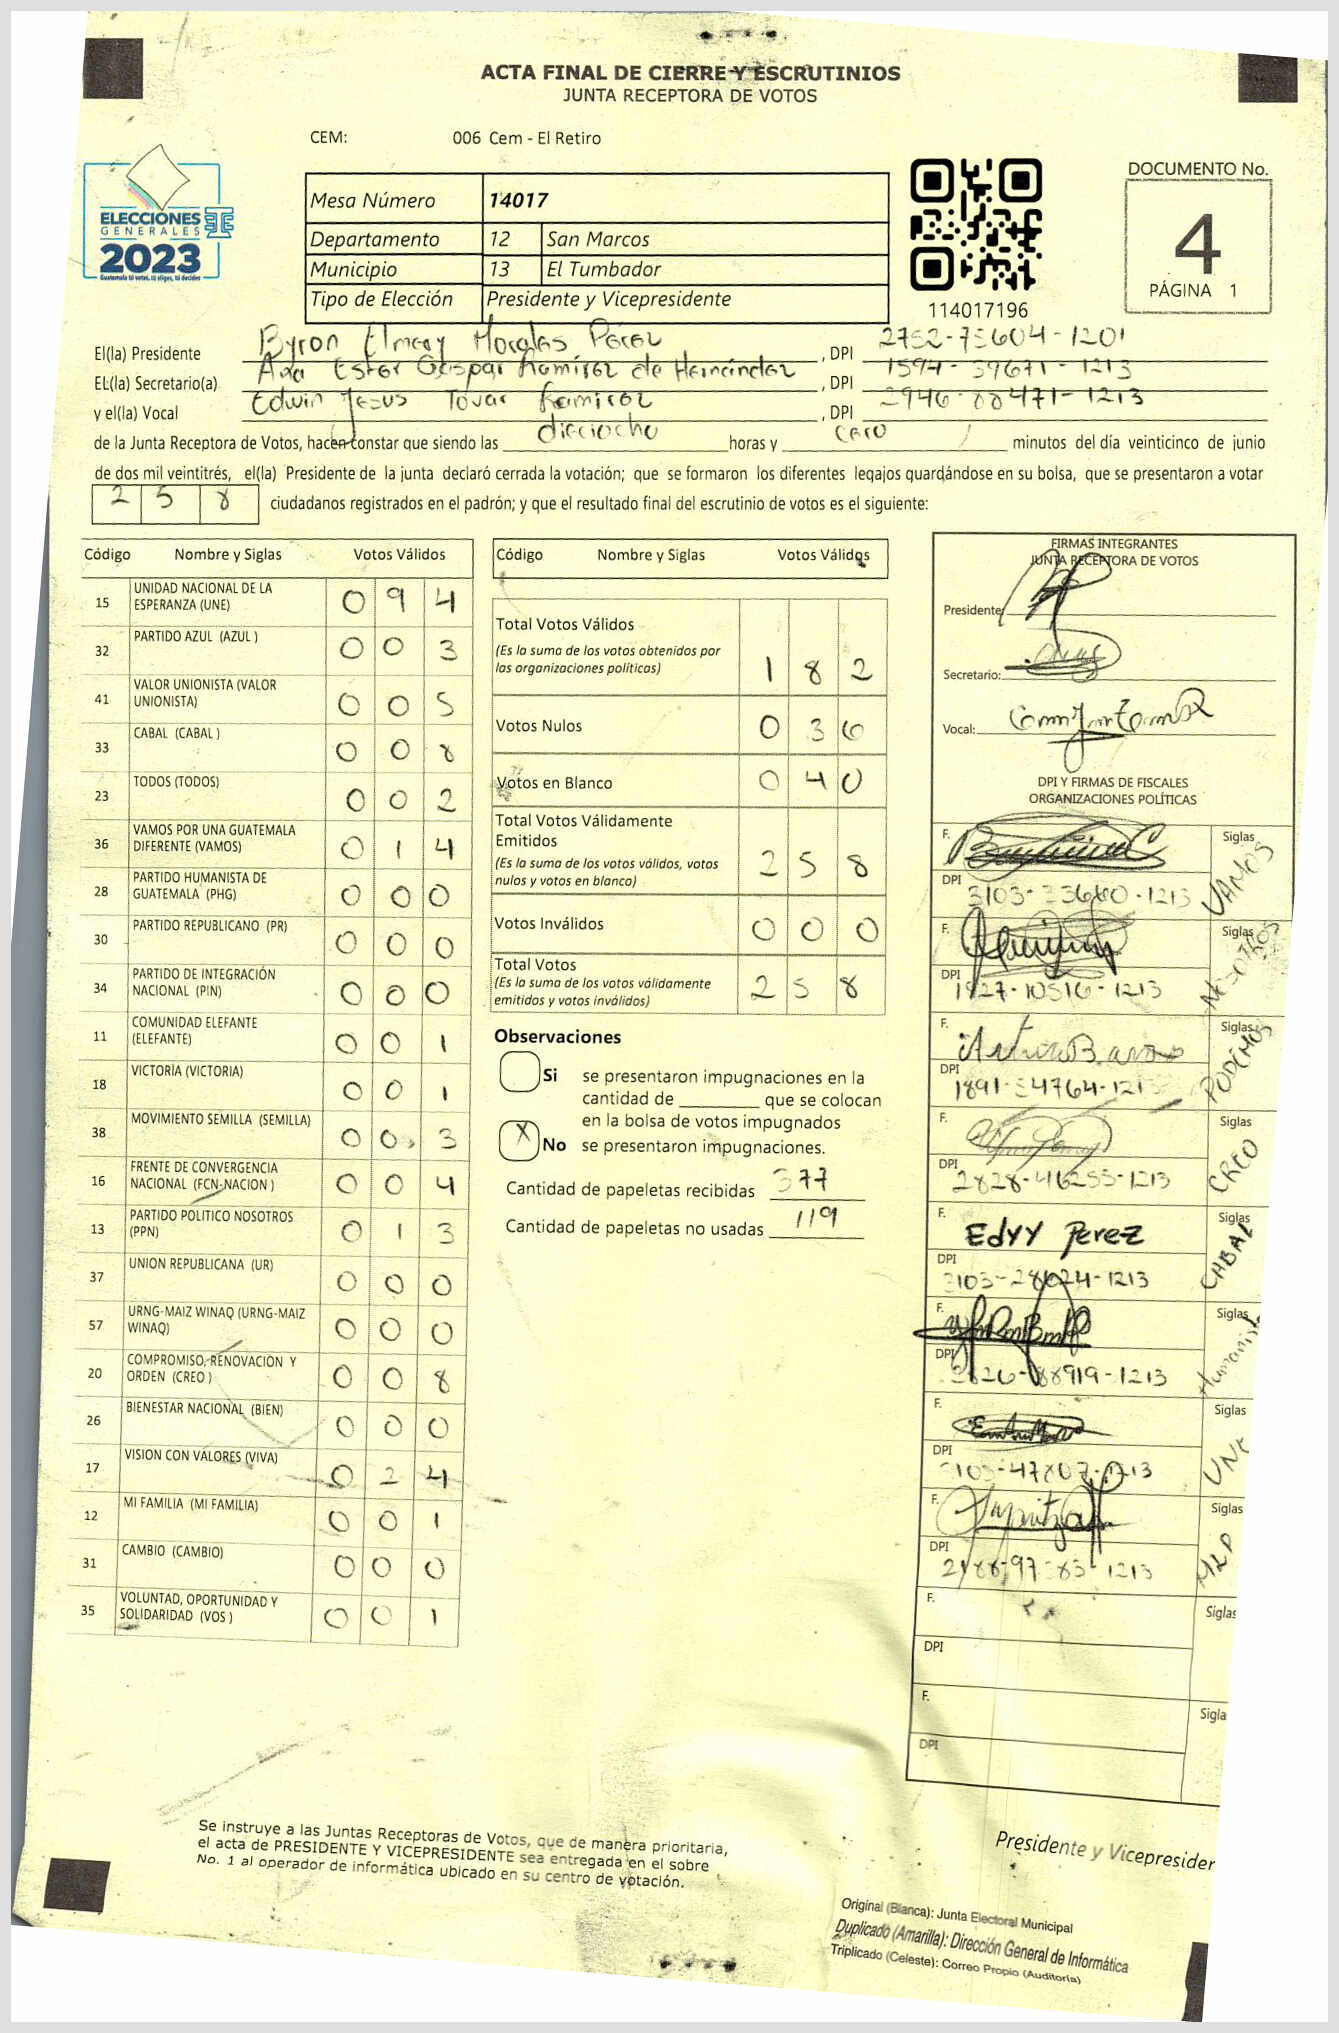 ACTA FINAL DE CIERRE Y ESCRUTINIOS
JUNTA RECEPTORA DE VOTOS
CEM: 006 Cem - El Retiro
ELECCIONES
GENERALES
2023
Guatemala tú votas, tú eliges, tú decides
Mesa Número 14017
Departamento 12 San Marcos
Municipio 13 El Tumbador
Tipo de Elección Presidente y Vicepresidente
114017196
DOCUMENTO No.
4
PÁGINA 1
El(la) Presidente Byron Elmery Morales Pérez, DPI 2752-75604-1201
EL(la) Secretario(a) Ester Gaspar Ramirez de Hernández, DPI 1594-59671-1213
y el(la) Vocal Edwin Jesus Tovar Ramirez, DPI 2946-88471-1213
de la Junta Receptora de Votos, hacen constar que siendo las dieciocho horas y cero minutos del día veinticinco de junio
de dos mil veintitrés, el(la) Presidente de la junta declaró cerrada la votación; que se formaron los diferentes legajos guardándose en su bolsa, que se presentaron a votar
258 ciudadanos registrados en el padrón; y que el resultado final del escrutinio de votos es el siguiente:
Código Nombre y Siglas Votos Válidos
15 UNIDAD NACIONAL DE LA ESPERANZA (UNE) 0 9 4
32 PARTIDO AZUL (AZUL ) 0 0 3
41 VALOR UNIONISTA (VALOR UNIONISTA) 0 0 5
33 CABAL (CABAL ) 0 0 8
23 TODOS (TODOS) 0 0 2
36 VAMOS POR UNA GUATEMALA DIFERENTE (VAMOS) 0 1 4
28 PARTIDO HUMANISTA DE GUATEMALA (PHG) 0 0 0
30 PARTIDO REPUBLICANO (PR) 0 0 0
34 PARTIDO DE INTEGRACIÓN NACIONAL (PIN) 0 0 0
11 COMUNIDAD ELEFANTE (ELEFANTE) 0 0 1
18 VICTORIA (VICTORIA) 0 0 1
38 MOVIMIENTO SEMILLA (SEMILLA) 0 0 3
16 FRENTE DE CONVERGENCIA NACIONAL (FCN-NACION ) 0 0 4
13 PARTIDO POLITICO NOSOTROS (PPN) 0 1 3
37 UNION REPUBLICANA (UR) 0 0 0
57 URNG-MAIZ WINAQ (URNG-MAIZ WINAQ) 0 0 0
20 COMPROMISO, RENOVACIÓN Y ORDEN (CREO ) 0 0 8
26 BIENESTAR NACIONAL (BIEN) 0 0 0
17 VISION CON VALORES (VIVA) 0 2 4
12 MI FAMILIA (MI FAMILIA) 0 0 1
31 CAMBIO (CAMBIO) 0 0 0
35 VOLUNTAD, OPORTUNIDAD Y SOLIDARIDAD (VOS ) 0 0 1
Código Nombre y Siglas Votos Válidos
Total Votos Válidos
(Es la suma de los votos obtenidos por
las organizaciones políticas) 1 8 2
Votos Nulos 0 3 6
Votos en Blanco 0 4 0
Total Votos Válidamente
Emitidos
(Es la suma de los votos válidos, votos
nulos y votos en blanco) 2 5 8
Votos Inválidos 0 0 0
Total Votos
(Es la suma de los votos válidamente
emitidos y votos inválidos) 2 5 8
Observaciones
Si se presentaron impugnaciones en la
cantidad de ________ que se colocan
en la bolsa de votos impugnados
X No se presentaron impugnaciones.
Cantidad de papeletas recibidas 377
Cantidad de papeletas no usadas 119
FIRMAS INTEGRANTES
JUNTA RECEPTORA DE VOTOS
Presidente:
Secretario:
Vocal:
DPI Y FIRMAS DE FISCALES
ORGANIZACIONES POLÍTICAS
F. Siglas VAMOS
DPI
F. Siglas NOSOTROS
DPI 1827-10516-1213
F. Siglas PODEMOS
DPI 1891-54764-1213
F. Siglas CREO
DPI 2828-46255-1213
F. Edyy Perez Siglas CABAL
DPI 3103-28024-1213
F. Siglas Humanista
DPI
F. Siglas UNE
DPI
F. Siglas MLP
DPI
F. Siglas
DPI
F. Sigla
DPI
Se instruye a las Juntas Receptoras de Votos, que de manera prioritaria,
el acta de PRESIDENTE Y VICEPRESIDENTE sea entregada en el sobre
No. 1 al operador de informática ubicado en su centro de votación.
Presidente y Vicepresiden
Original (Blanca): Junta Electoral Municipal
Duplicado (Amarilla): Dirección General de Informática
Triplicado (Celeste): Correo Propio (Auditoría)